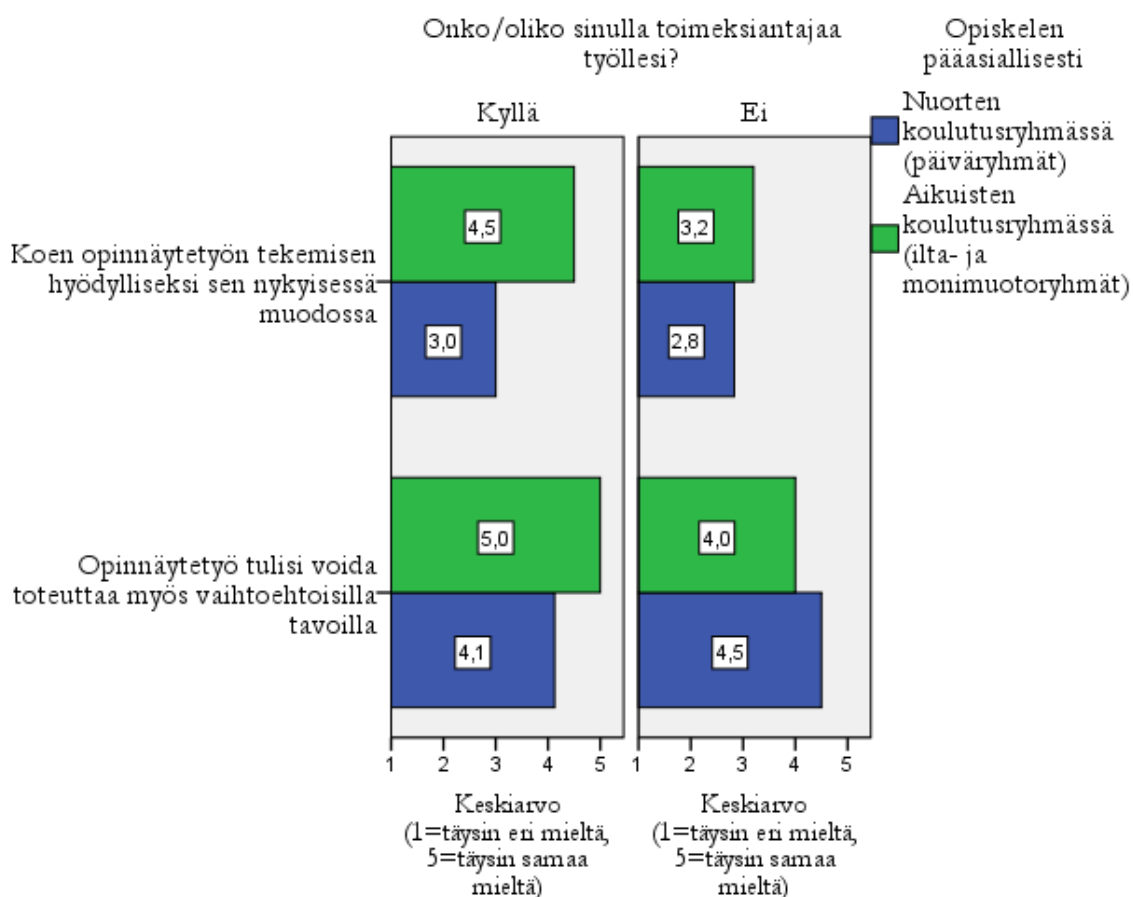 Onko/oliko sinulla toimeksiantajaa
työllesi?
Kyllä
Ei
Opiskelen
pääasiallisesti
Nuorten
koulutusryhmässä
(päiväryhmät)
Aikuisten
koulutusryhmässä
(ilta- ja
monimuotoryhmät)
Koen opinnäytetyön tekemisen
hyödylliseksi sen nykyisessä
muodossa
4,5
3,0
3,2
2,8
Opinnäytetyö tulisi voida
toteuttaa myös vaihtoehtoisilla
tavoilla
5,0
4,1
4,0
4,5
1 2 3 4 5
1 2 3 4 5
Keskiarvo
(1=täysin eri mieltä,
5=täysin samaa
mieltä)
Keskiarvo
(1=täysin eri mieltä,
5=täysin samaa
mieltä)